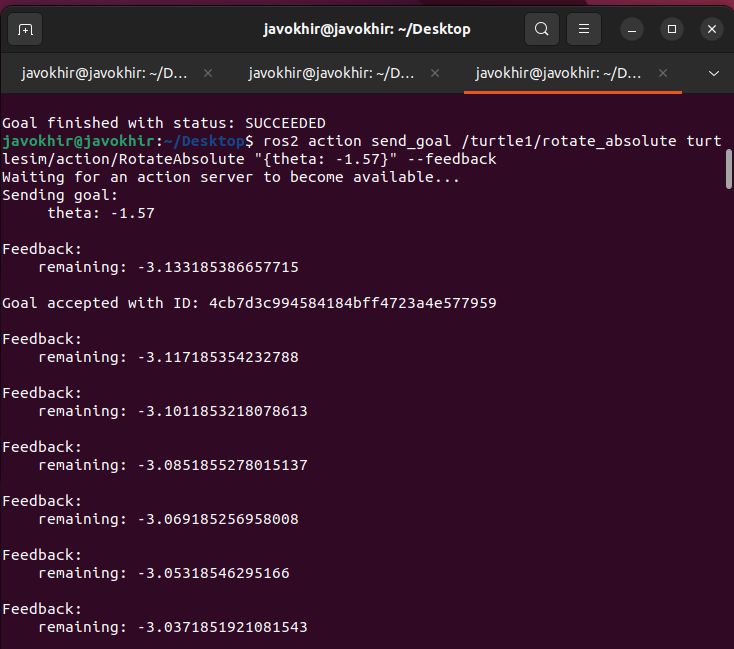 javokhir@javokhir: ~/Desktop
javokhir@javokhir: ~/D... javokhir@javokhir: ~/D... javokhir@javokhir: ~/D...
Goal finished with status: SUCCEEDED
javokhir@javokhir:~/Desktop$ ros2 action send_goal /turtle1/rotate_absolute turt
lesim/action/RotateAbsolute "{theta: -1.57}" --feedback
Waiting for an action server to become available...
Sending goal:
     theta: -1.57
Feedback:
    remaining: -3.133185386657715
Goal accepted with ID: 4cb7d3c994584184bff4723a4e577959
Feedback:
    remaining: -3.117185354232788
Feedback:
    remaining: -3.1011853218078613
Feedback:
    remaining: -3.0851855278015137
Feedback:
    remaining: -3.069185256958008
Feedback:
    remaining: -3.05318546295166
Feedback:
    remaining: -3.0371851921081543